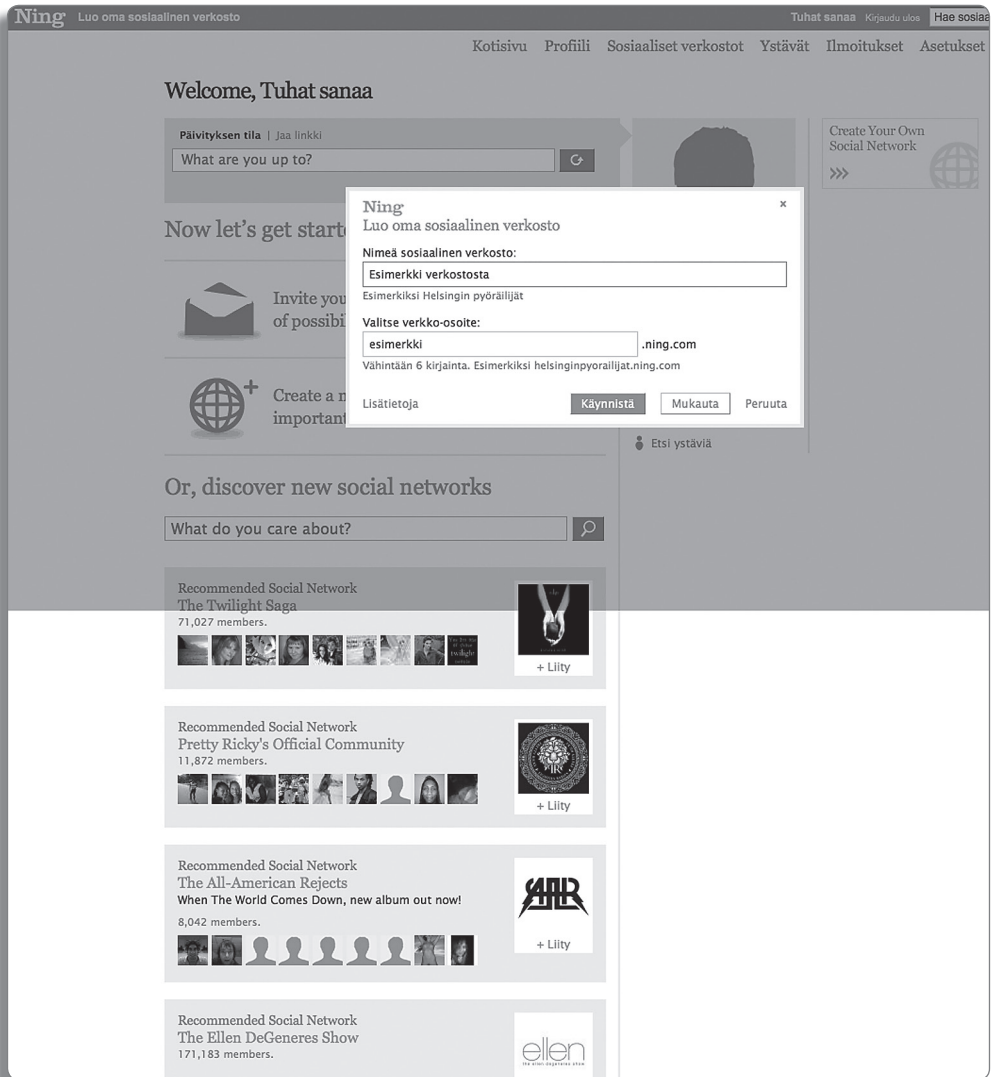 Ning Luo oma sosiaalinen verkosto Tuhat sanaa Kirjaudu ulos Hae sosiaa
Kotisivu Profiili Sosiaaliset verkostot Ystävät Ilmoitukset Asetukset
Welcome, Tuhat sanaa
Päivityksen tila | Jaa linkki
What are you up to?
Create Your Own
Social Network
Now let's get starte
Invite you
of possibi
Create a n
important
Ning
×
Luo oma sosiaalinen verkosto
Nimeä sosiaalinen verkosto:
Esimerkki verkostosta
Esimerkiksi Helsingin pyöräilijät
Valitse verkko-osoite:
esimerkki .ning.com
Vähintään 6 kirjainta. Esimerkiksi helsinginpyorailijat.ning.com
Lisätietoja Käynnistä Mukauta Peruuta
Etsi ystäviä
Or, discover new social networks
What do you care about?
Recommended Social Network
The Twilight Saga
71,027 members.
twilight
+ Liity
Recommended Social Network
Pretty Ricky's Official Community
11,872 members.
+ Liity
Recommended Social Network
The All-American Rejects
When The World Comes Down, new album out now!
8,042 members.
+ Liity
Recommended Social Network
The Ellen DeGeneres Show
171,183 members.
ellen
the ellen degeneres show